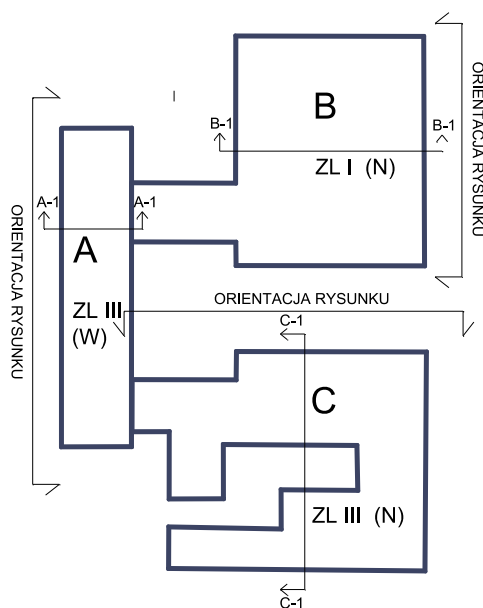 B
B-1
B-1
ZL I (N)
ORIENTACJA RYSUNKU
A-1
A-1
A
ZL III
(W)
ORIENTACJA RYSUNKU
ORIENTACJA RYSUNKU
C-1
C
ZL III (N)
C-1